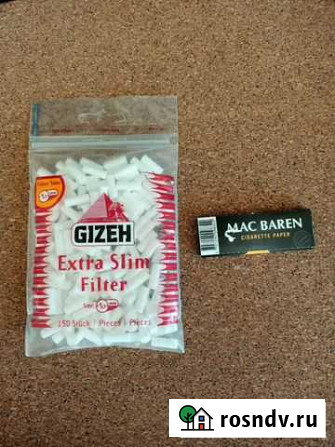 GIZEH
Extra Slim
Filter
150 Stück | Pieces | Pièces
MAC BAREN
CIGARETTE PAPER
rosndv.ru